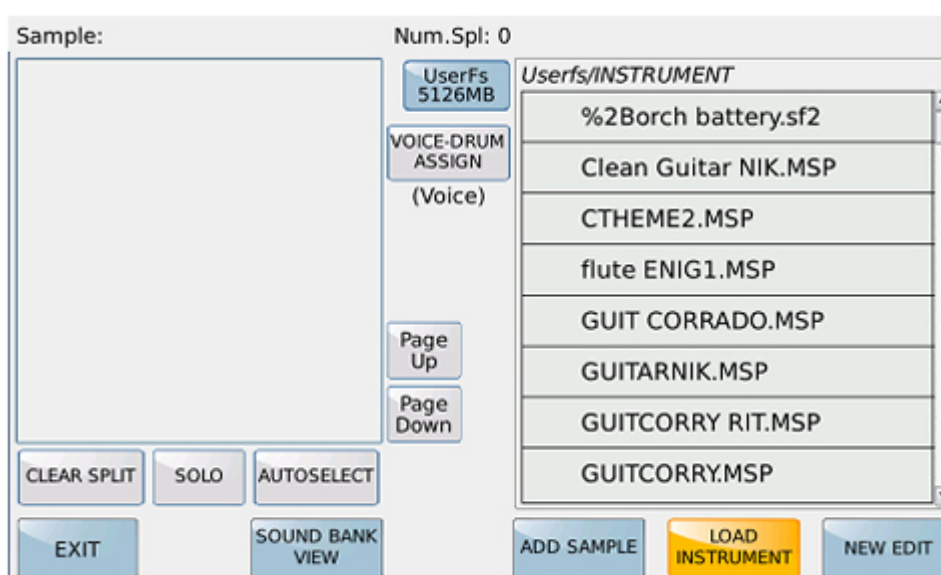 Sample:
Num.Spl: 0
UserFs
5126MB
VOICE-DRUM
ASSIGN
(Voice)
Page
Up
Page
Down
Userfs/INSTRUMENT
%2Borch battery.sf2
Clean Guitar NIK.MSP
CTHEME2.MSP
flute ENIG1.MSP
GUIT CORRADO.MSP
GUITARNIK.MSP
GUITCORRY RIT.MSP
GUITCORRY.MSP
CLEAR SPLIT
SOLO
AUTOSELECT
EXIT
SOUND BANK
VIEW
ADD SAMPLE
LOAD
INSTRUMENT
NEW EDIT